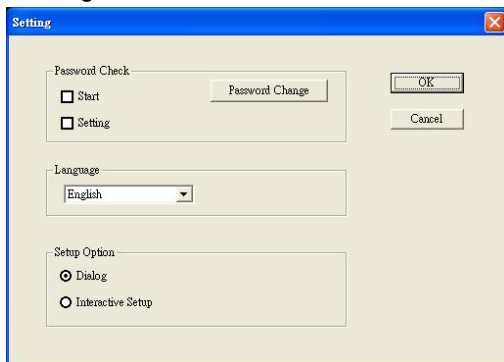 Setting
Password Check
Start
Password Change
Setting
OK
Cancel
Language
English
Setup Option
Dialog
Interactive Setup